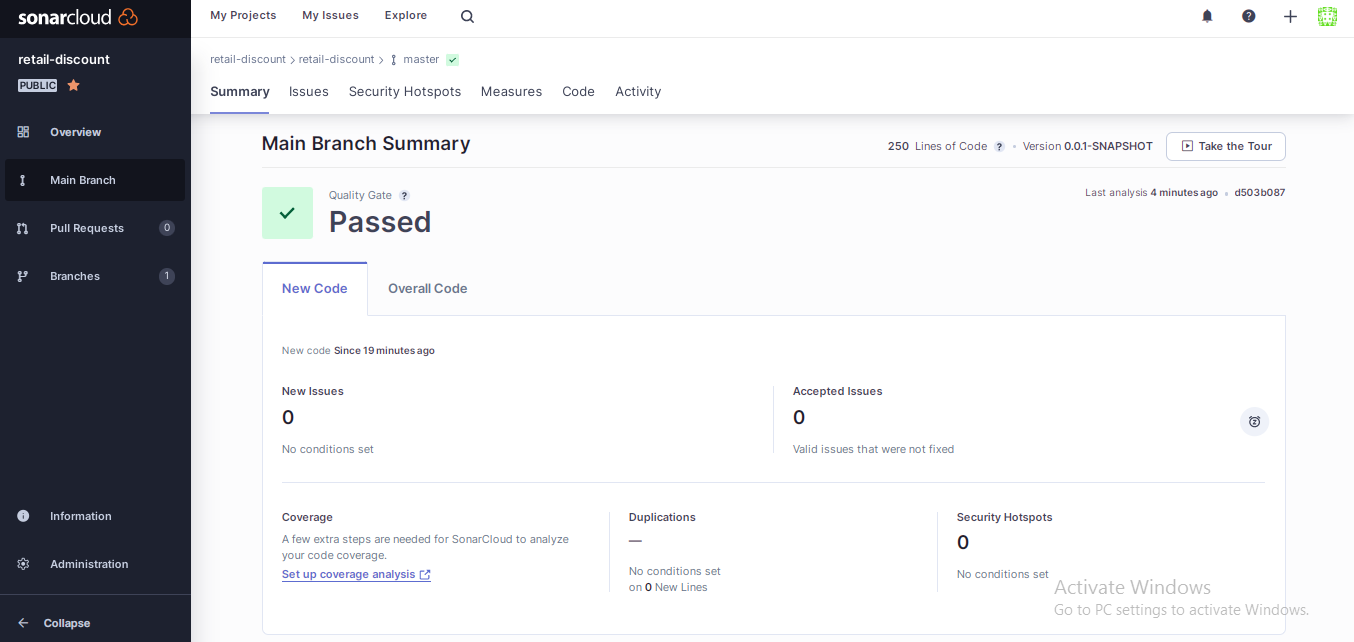 sonarcloud
My Projects My Issues Explore
retail-discount
PUBLIC
Overview
Main Branch
Pull Requests 0
Branches 1
Information
Administration
Collapse
retail-discount > retail-discount > master
Summary Issues Security Hotspots Measures Code Activity
Main Branch Summary
250 Lines of Code ? • Version 0.0.1-SNAPSHOT
Take the Tour
Quality Gate ?
Passed
Last analysis 4 minutes ago • d503b087
New Code Overall Code
New code Since 19 minutes ago
New Issues
0
No conditions set
Accepted Issues
0
Valid issues that were not fixed
Coverage
A few extra steps are needed for SonarCloud to analyze
your code coverage.
Set up coverage analysis
Duplications
—
No conditions set
on 0 New Lines
Security Hotspots
0
No conditions set
Activate Windows
Go to PC settings to activate Windows.